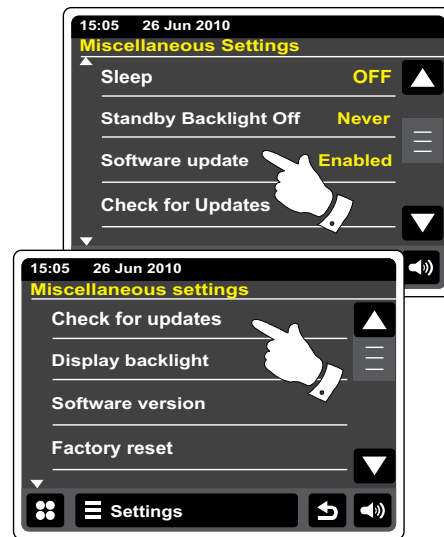 15:05 26 Jun 2010
Miscellaneous Settings
Sleep OFF
Standby Backlight Off Never
Software update Enabled
Check for Updates
15:05 26 Jun 2010
Miscellaneous settings
Check for updates
Display backlight
Software version
Factory reset
Settings